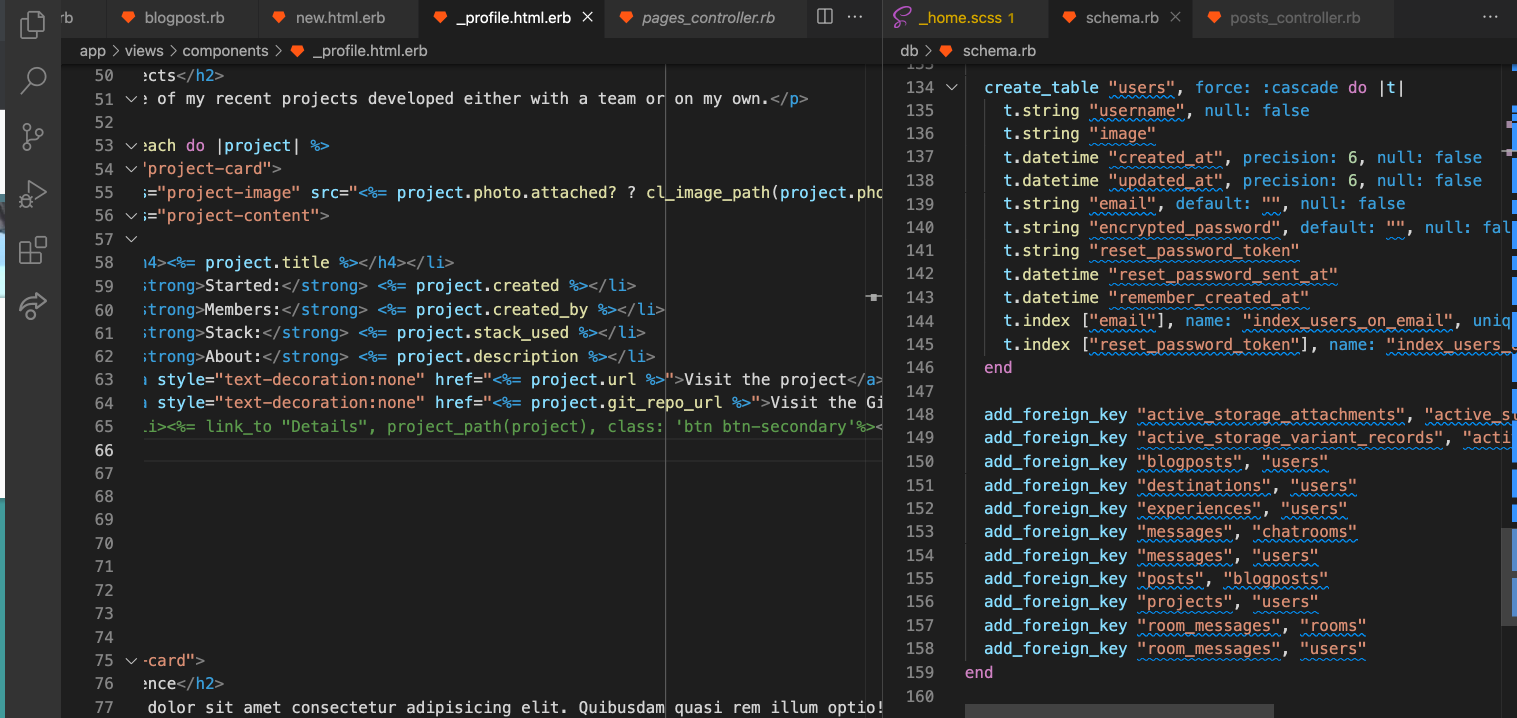 rb
blogpost.rb
new.html.erb
_profile.html.erb
pages_controller.rb
_home.scss 1
schema.rb
posts_controller.rb
app > views > components > _profile.html.erb
db > schema.rb
50 ects</h2>
51 e of my recent projects developed either with a team or on my own.</p>
52
53 each do |project| %>
54 "project-card">
55 s="project-image" src="<%= project.photo.attached? ? cl_image_path(project.pho
56 s="project-content">
57
58 h4><%= project.title %></h4></li>
59 strong>Started:</strong> <%= project.created %></li>
60 strong>Members:</strong> <%= project.created_by %></li>
61 strong>Stack:</strong> <%= project.stack_used %></li>
62 strong>About:</strong> <%= project.description %></li>
63 a style="text-decoration:none" href="<%= project.url %>">Visit the project</a>
64 a style="text-decoration:none" href="<%= project.git_repo_url %>">Visit the Gi
65 li><%= link_to "Details", project_path(project), class: 'btn btn-secondary'%><
66
67
68
69
70
71
72
73
74
75 -card">
76 ence</h2>
77 dolor sit amet consectetur adipisicing elit. Quibusdam quasi rem illum optio!
133
134 create_table "users", force: :cascade do |t|
135 t.string "username", null: false
136 t.string "image"
137 t.datetime "created_at", precision: 6, null: false
138 t.datetime "updated_at", precision: 6, null: false
139 t.string "email", default: "", null: false
140 t.string "encrypted_password", default: "", null: fal
141 t.string "reset_password_token"
142 t.datetime "reset_password_sent_at"
143 t.datetime "remember_created_at"
144 t.index ["email"], name: "index_users_on_email", uniq
145 t.index ["reset_password_token"], name: "index_users_
146 end
147
148 add_foreign_key "active_storage_attachments", "active_st
149 add_foreign_key "active_storage_variant_records", "acti
150 add_foreign_key "blogposts", "users"
151 add_foreign_key "destinations", "users"
152 add_foreign_key "experiences", "users"
153 add_foreign_key "messages", "chatrooms"
154 add_foreign_key "messages", "users"
155 add_foreign_key "posts", "blogposts"
156 add_foreign_key "projects", "users"
157 add_foreign_key "room_messages", "rooms"
158 add_foreign_key "room_messages", "users"
159 end
160